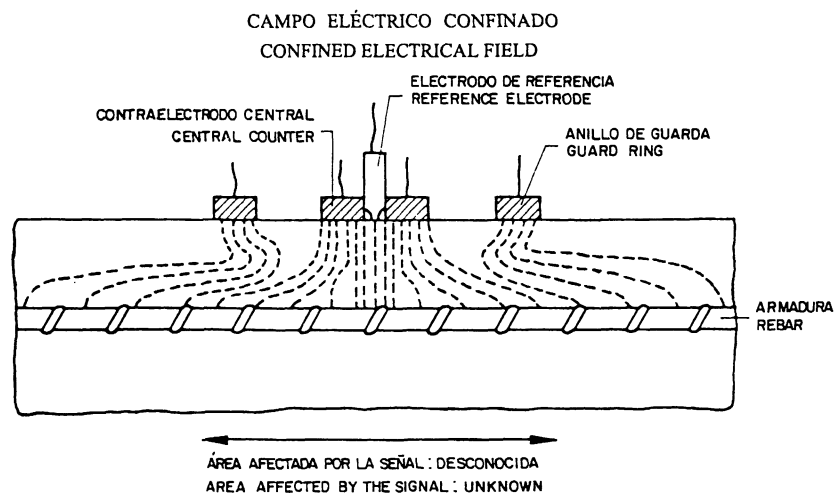 CAMPO ELÉCTRICO CONFINADO
CONFINED ELECTRICAL FIELD
ELECTRODO DE REFERENCIA
REFERENCE ELECTRODE
CONTRAELECTRODO CENTRAL
CENTRAL COUNTER
ANILLO DE GUARDA
GUARD RING
ARMADURA
REBAR
ÁREA AFECTADA POR LA SEÑAL: DESCONOCIDA
AREA AFFECTED BY THE SIGNAL: UNKNOWN